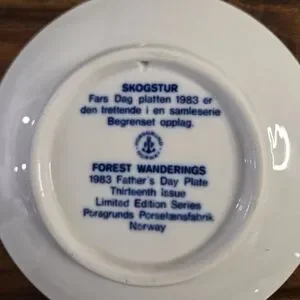 SKOGSTUR
Fars Dag platten 1983 er
den trettende i en samleserie
Begrenset opplag.
FOREST WANDERINGS
1983 Father's Day Plate
Thirteenth Issue
Limited Edition Series
Porsgrunds Porselænsfabrik
Norway